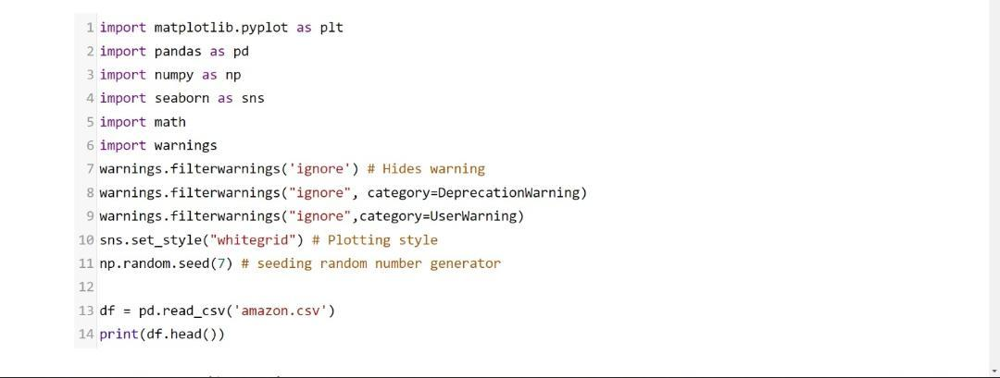 1 import matplotlib.pyplot as plt
2 import pandas as pd
3 import numpy as np
4 import seaborn as sns
5 import math
6 import warnings
7 warnings.filterwarnings('ignore') # Hides warning
8 warnings.filterwarnings("ignore", category=DeprecationWarning)
9 warnings.filterwarnings("ignore",category=UserWarning)
10 sns.set_style("whitegrid") # Plotting style
11 np.random.seed(7) # seeding random number generator
12
13 df = pd.read_csv('amazon.csv')
14 print(df.head())